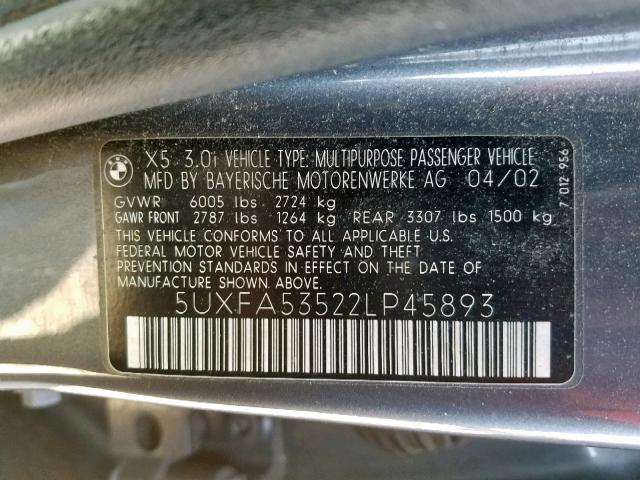 X5 3.0i VEHICLE TYPE: MULTIPURPOSE PASSENGER VEHICLE
MFD BY BAYERISCHE MOTORENWERKE AG 04/02
GVWR 6005 lbs 2724 kg
GAWR FRONT 2787 lbs 1264 kg REAR 3307 lbs 1500 kg
THIS VEHICLE CONFORMS TO ALL APPLICABLE U.S.
FEDERAL MOTOR VEHICLE SAFETY AND THEFT
STANDARDS IN EFFECT ON THE DATE OF
MANUFACTURE SHOWN ABOVE.
5UXFA53522LP45893
7 012 956